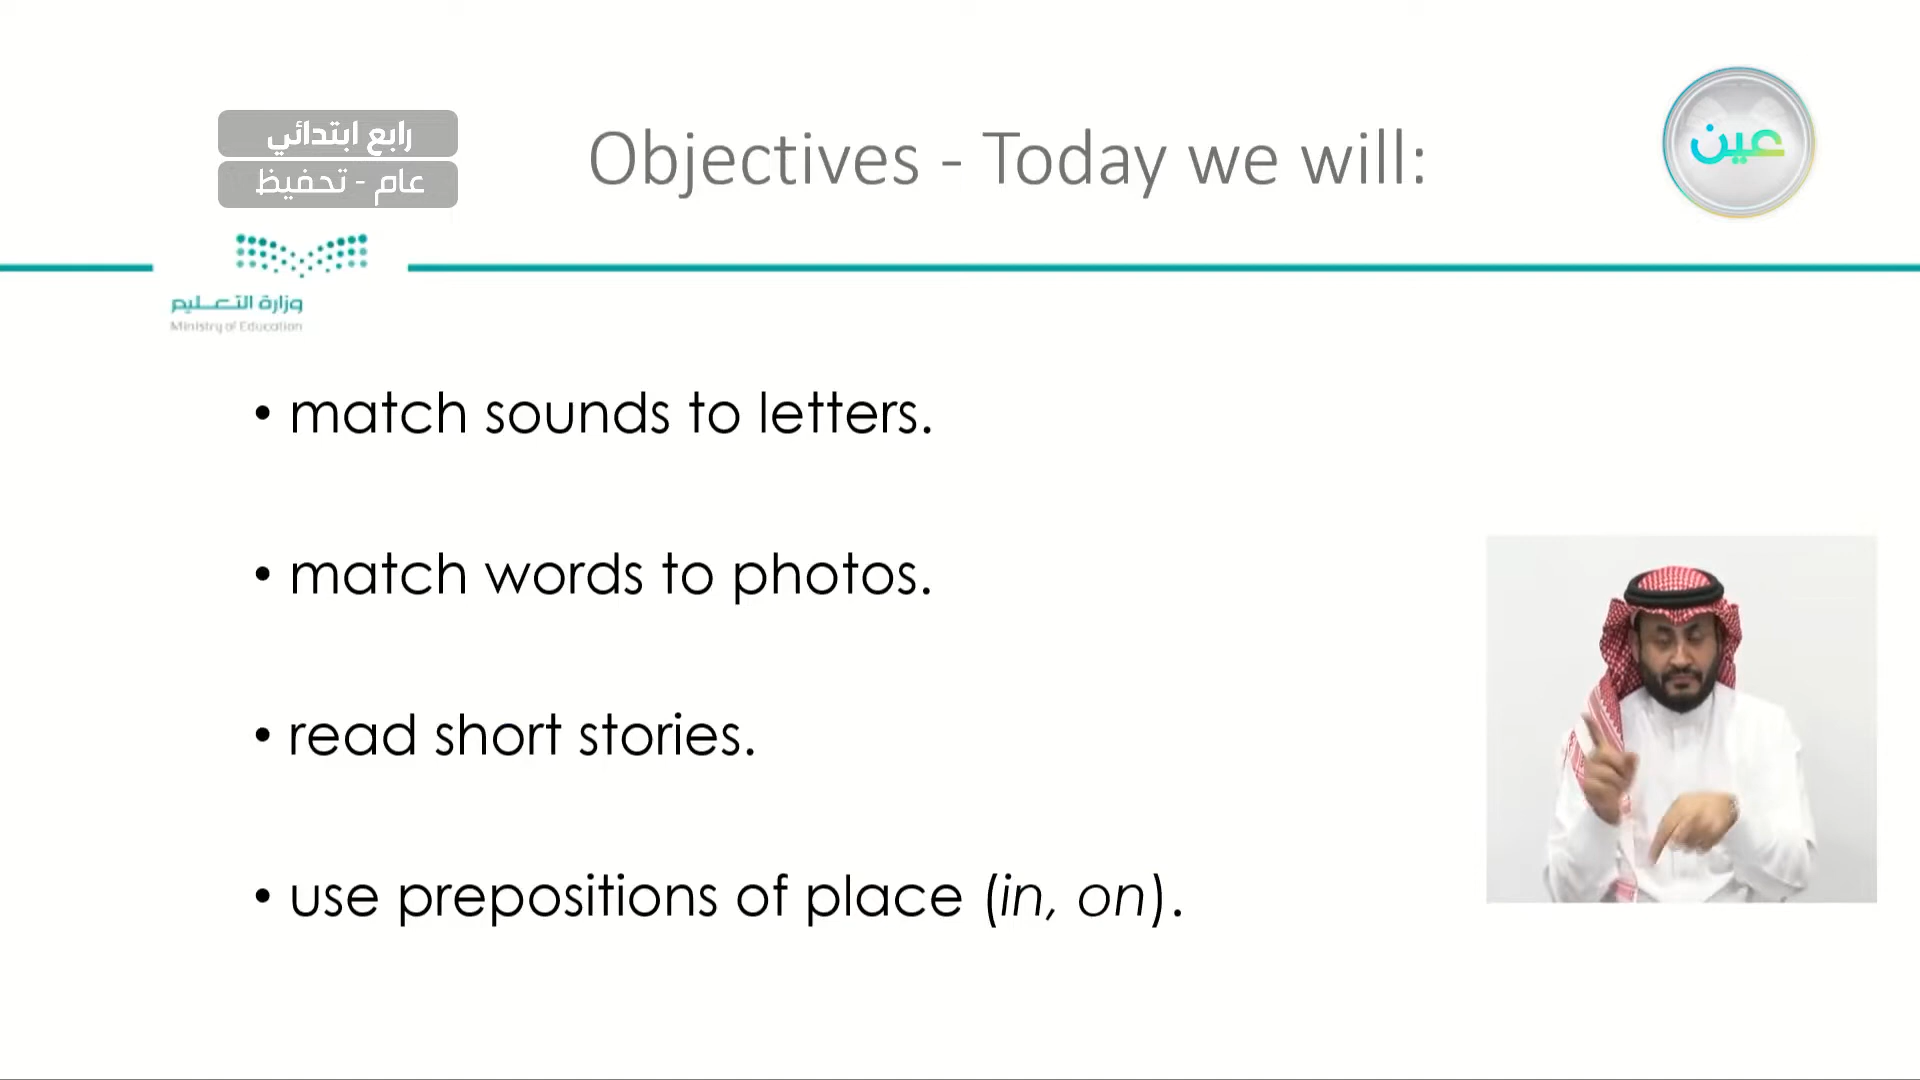 رابع ابتدائي
عام - تحفيظ
Objectives - Today we will:
عين
وزارة التعليم
Ministry of Education
• match sounds to letters.
• match words to photos.
• read short stories.
• use prepositions of place (in, on).